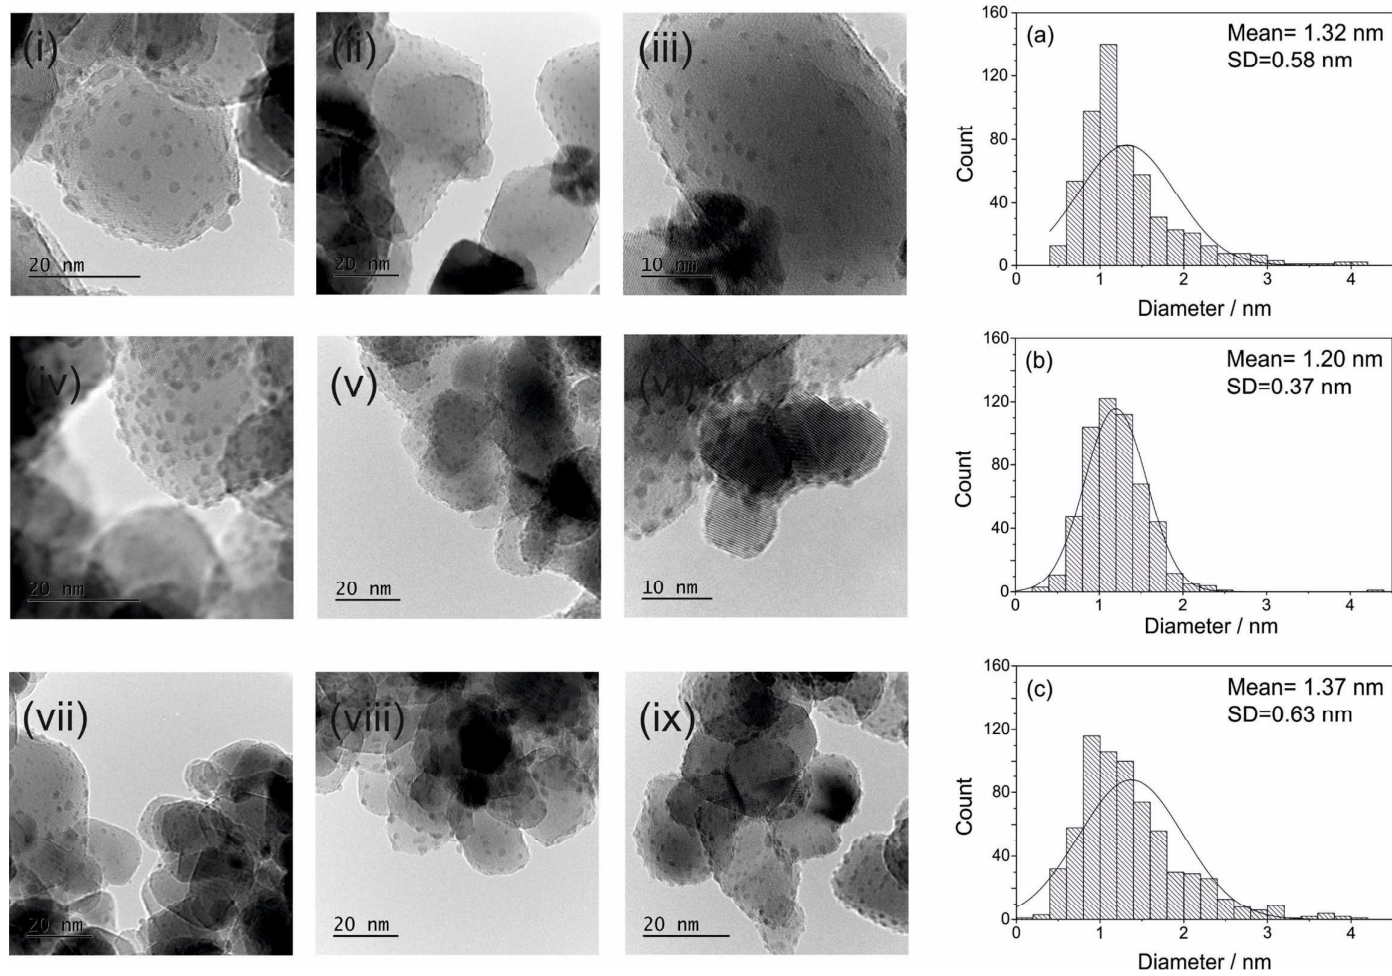 (i)
20 nm
(ii)
20 nm
(iii)
10 nm
160
120
80
40
0
(a)
Mean= 1.32 nm
SD=0.58 nm
Count
0 1 2 3 4
Diameter / nm
(iv)
20 nm
(v)
20 nm
(vi)
10 nm
160
120
80
40
0
(b)
Mean= 1.20 nm
SD=0.37 nm
Count
0 1 2 3 4
Diameter / nm
(vii)
20 nm
(viii)
20 nm
(ix)
20 nm
160
120
80
40
0
(c)
Mean= 1.37 nm
SD=0.63 nm
Count
0 1 2 3 4
Diameter / nm